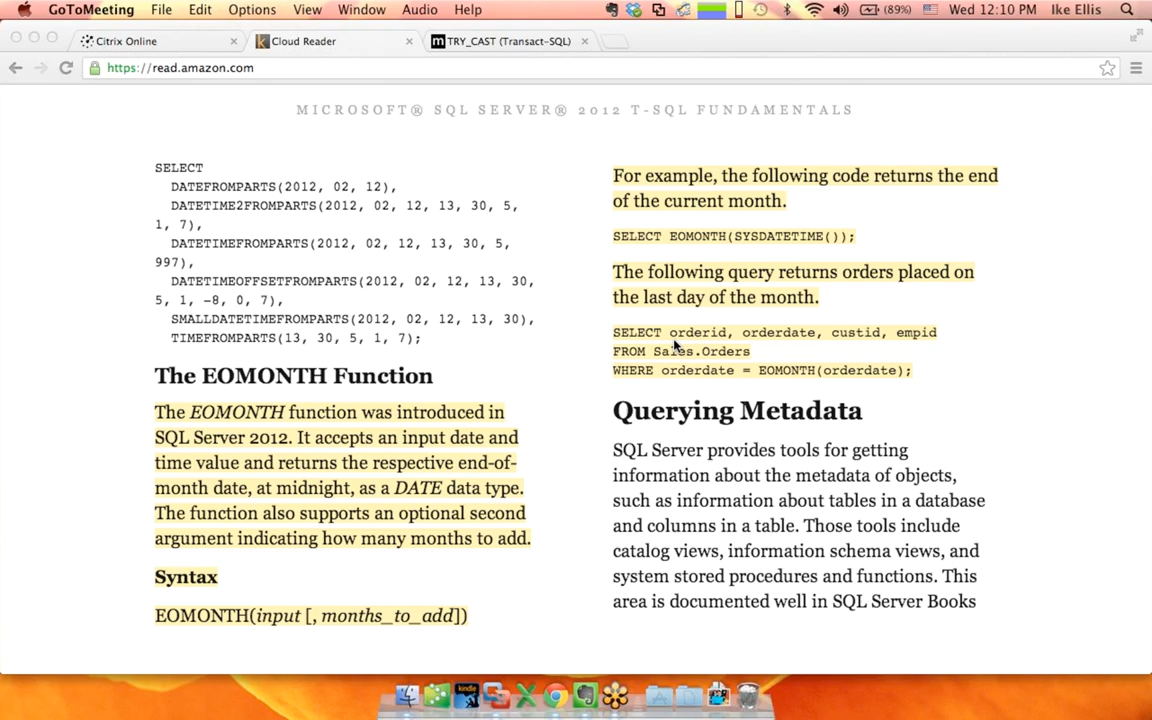 GoToMeeting File Edit Options View Window Audio Help (89%) Wed 12:10 PM Ike Ellis
Citrix Online Cloud Reader TRY_CAST (Transact-SQL)
https://read.amazon.com
MICROSOFT® SQL SERVER® 2012 T-SQL FUNDAMENTALS
SELECT
DATEFROMPARTS(2012, 02, 12),
DATETIME2FROMPARTS(2012, 02, 12, 13, 30, 5,
1, 7),
DATETIMEFROMPARTS(2012, 02, 12, 13, 30, 5,
997),
DATETIMEOFFSETFROMPARTS(2012, 02, 12, 13, 30,
5, 1, -8, 0, 7),
SMALLDATETIMEFROMPARTS(2012, 02, 12, 13, 30),
TIMEFROMPARTS(13, 30, 5, 1, 7);
The EOMONTH Function
The EOMONTH function was introduced in
SQL Server 2012. It accepts an input date and
time value and returns the respective end-of-
month date, at midnight, as a DATE data type.
The function also supports an optional second
argument indicating how many months to add.
Syntax
EOMONTH(input [, months_to_add])
For example, the following code returns the end
of the current month.
SELECT EOMONTH(SYSDATETIME());
The following query returns orders placed on
the last day of the month.
SELECT orderid, orderdate, custid, empid
FROM Sales.Orders
WHERE orderdate = EOMONTH(orderdate);
Querying Metadata
SQL Server provides tools for getting
information about the metadata of objects,
such as information about tables in a database
and columns in a table. Those tools include
catalog views, information schema views, and
system stored procedures and functions. This
area is documented well in SQL Server Books
kindle